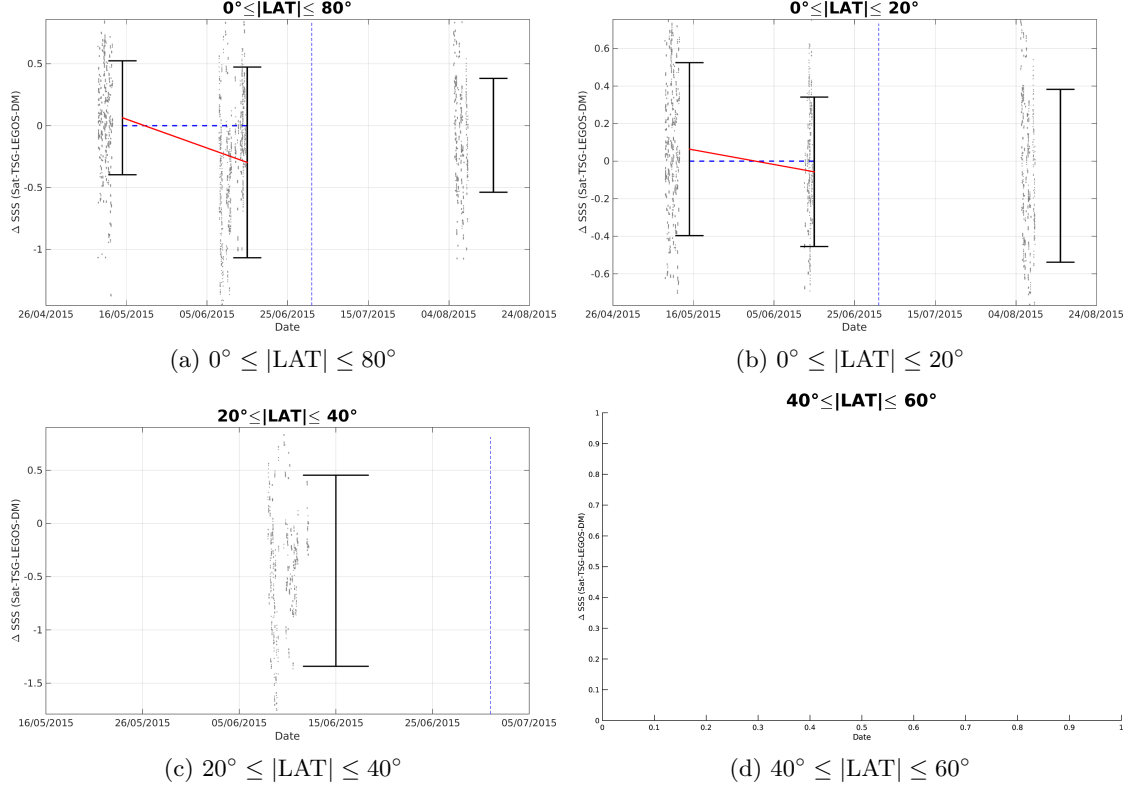 0°≤|LAT|≤ 80°
Δ SSS (Sat-TSG-LEGOS-DM)
0.5
0
-0.5
-1
26/04/2015 16/05/2015 05/06/2015 25/06/2015 15/07/2015 04/08/2015 24/08/2015
Date
(a) 0° ≤ |LAT| ≤ 80°
0°≤|LAT|≤ 20°
Δ SSS (Sat-TSG-LEGOS-DM)
0.6
0.4
0.2
0
-0.2
-0.4
-0.6
26/04/2015 16/05/2015 05/06/2015 25/06/2015 15/07/2015 04/08/2015 24/08/2015
Date
(b) 0° ≤ |LAT| ≤ 20°
20°≤|LAT|≤ 40°
Δ SSS (Sat-TSG-LEGOS-DM)
0.5
0
-0.5
-1
-1.5
16/05/2015 26/05/2015 05/06/2015 15/06/2015 25/06/2015 05/07/2015
Date
(c) 20° ≤ |LAT| ≤ 40°
40°≤|LAT|≤ 60°
Δ SSS (Sat-TSG-LEGOS-DM)
1
0.9
0.8
0.7
0.6
0.5
0.4
0.3
0.2
0.1
0
0 0.1 0.2 0.3 0.4 0.5 0.6 0.7 0.8 0.9 1
Date
(d) 40° ≤ |LAT| ≤ 60°